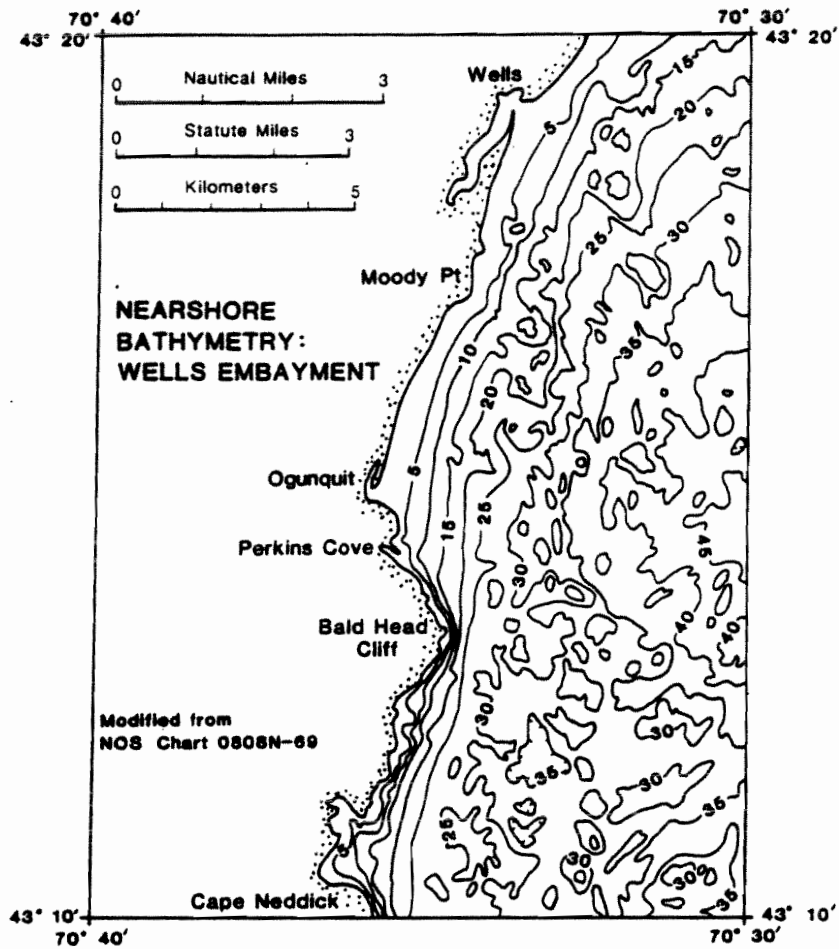 70° 40′
70° 30′
43° 20′
43° 20′
0 Nautical Miles 3
0 Statute Miles 3
0 Kilometers 5
Wells
15
20
5
25
30
Moody Pt
NEARSHORE
BATHYMETRY:
WELLS EMBAYMENT
10
35
20
Ogunquit
5
15
25
45
Perkins Cove
30
Bald Head
Cliff
40
40
30
Modified from
NOS Chart 0808N-69
30
35
30
35
25
5
30
30
35
Cape Neddick
43° 10′
43° 10′
70° 40′
70° 30′